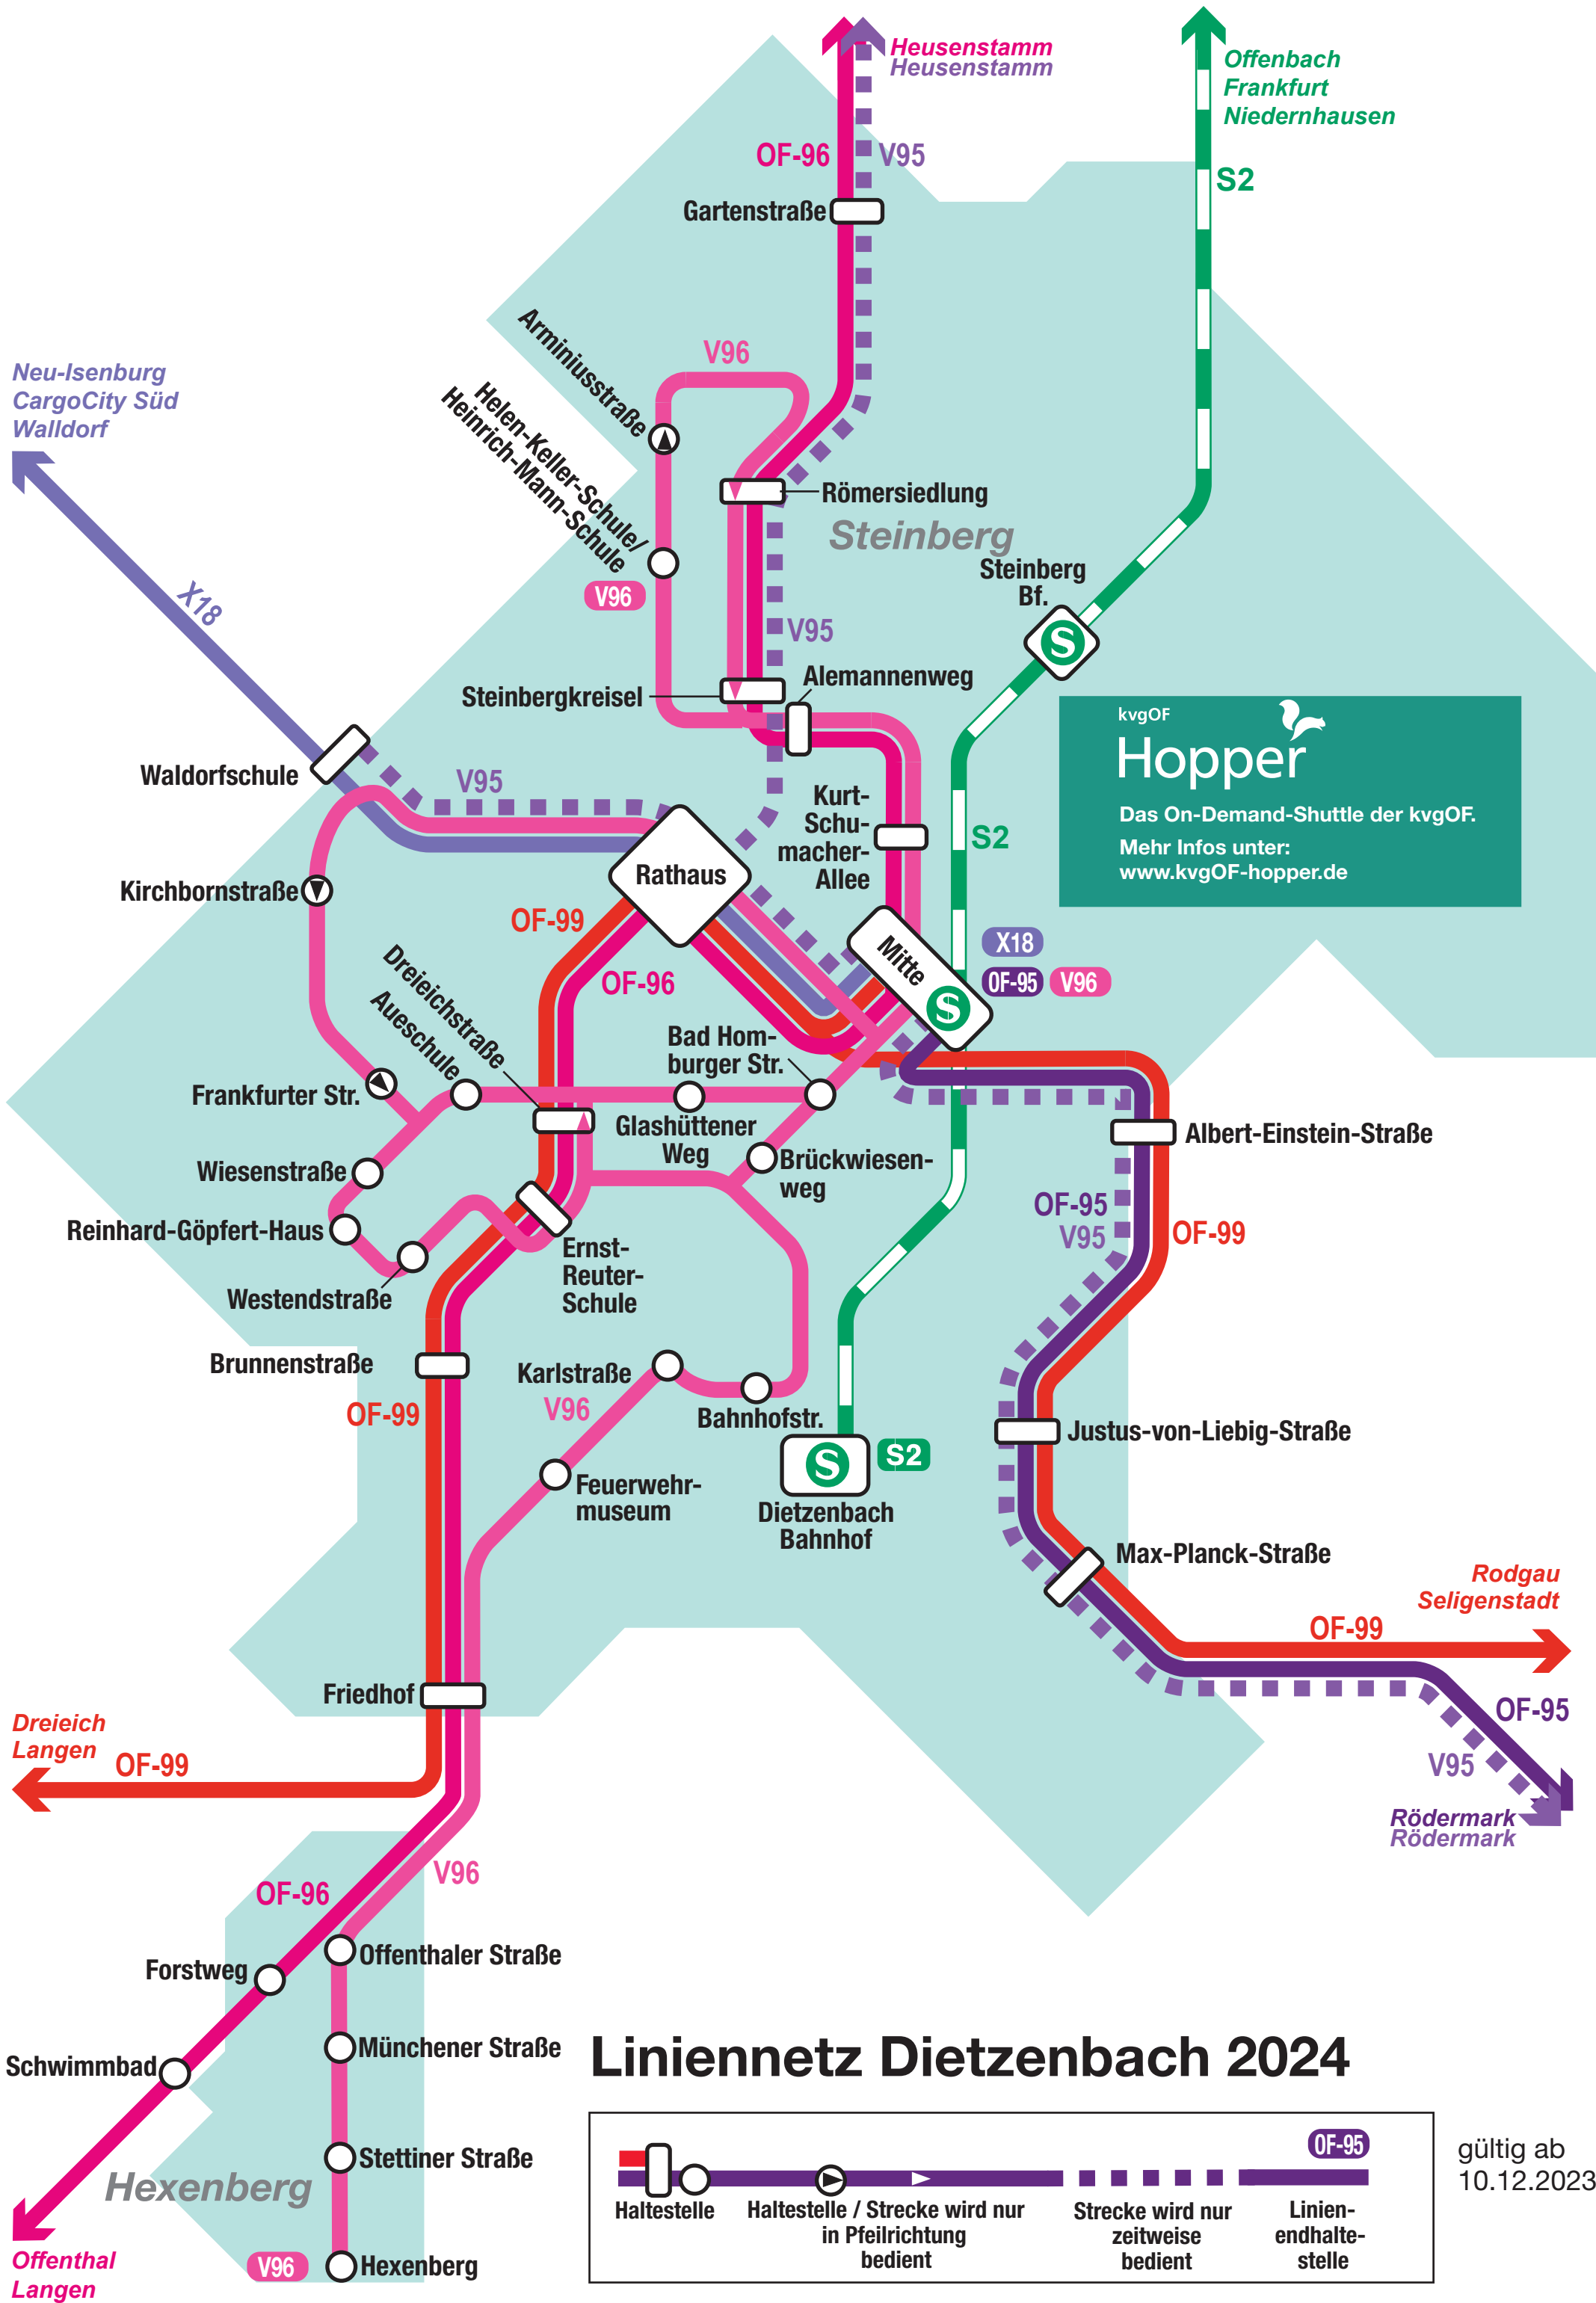 Heusenstamm
Heusenstamm
Offenbach
Frankfurt
Niedernhausen
OF-96
V95
S2
Gartenstraße
Arminiusstraße
V96
Neu-Isenburg
CargoCity Süd
Walldorf
Helen-Keller-Schule/
Heinrich-Mann-Schule
V96
Römersiedlung
Steinberg
Steinberg
Bf.
S
X18
V95
Steinbergkreisel
Alemannenweg
kvgOF
Hopper
Das On-Demand-Shuttle der kvgOF.
Mehr Infos unter:
www.kvgOF-hopper.de
Waldorfschule
V95
Kurt-
Schu-
macher-
Allee
S2
Rathaus
Kirchbornstraße
OF-99
OF-96
Mitte
S
X18
OF-95
V96
Dreieichstraße
Aueschule
Bad Hom-
burger Str.
Frankfurter Str.
Glashüttener
Weg
Albert-Einstein-Straße
Wiesenstraße
Brückwiesen-
weg
OF-95
V95
OF-99
Reinhard-Göpfert-Haus
Ernst-
Reuter-
Schule
Westendstraße
Brunnenstraße
Karlstraße
OF-99
V96
Bahnhofstr.
Justus-von-Liebig-Straße
S
S2
Feuerwehr-
museum
Dietzenbach
Bahnhof
Max-Planck-Straße
Rodgau
Seligenstadt
OF-99
Friedhof
Dreieich
Langen
OF-99
OF-95
V95
Rödermark
Rödermark
V96
OF-96
Offenthaler Straße
Forstweg
Münchener Straße
Schwimmbad
Stettiner Straße
Hexenberg
V96
Hexenberg
Offenthal
Langen
Liniennetz Dietzenbach 2024
OF-95
Haltestelle
Haltestelle / Strecke wird nur
in Pfeilrichtung
bedient
Strecke wird nur
zeitweise
bedient
Linien-
endhalte-
stelle
gültig ab
10.12.2023